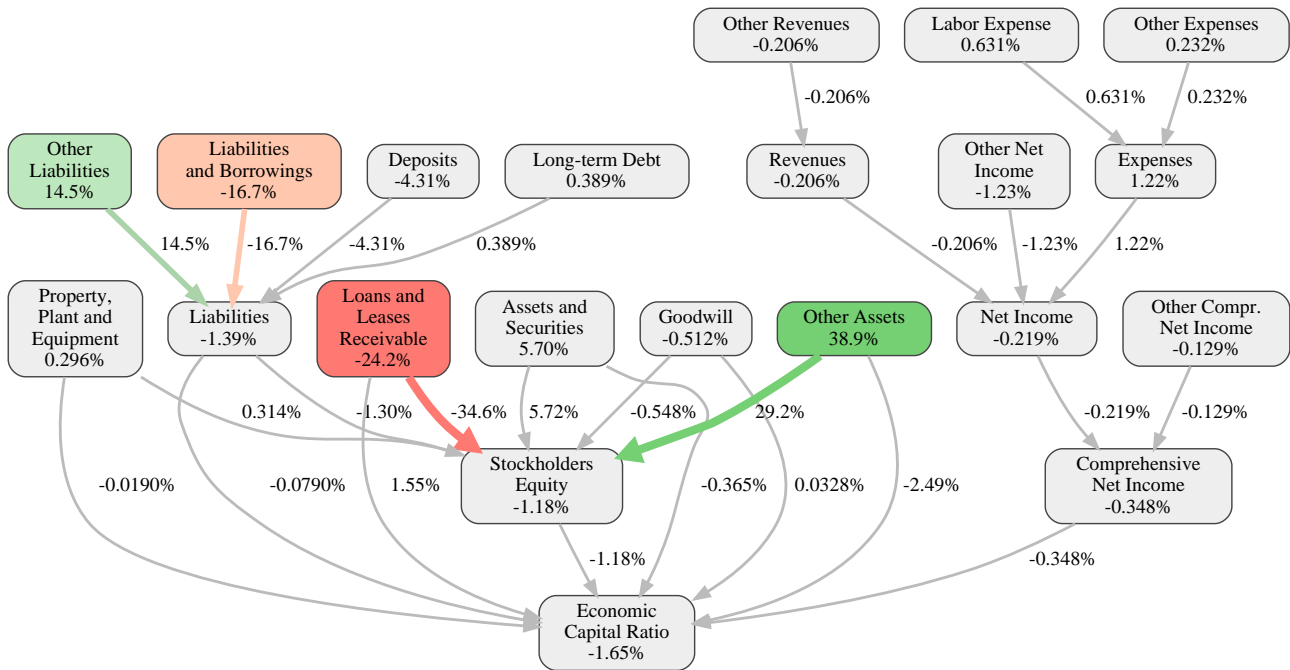 Other Revenues
-0.206%
Labor Expense
0.631%
Other Expenses
0.232%
-0.206%
0.631%
0.232%
Other
Liabilities
14.5%
Liabilities
and Borrowings
-16.7%
Deposits
-4.31%
Long-term Debt
0.389%
Revenues
-0.206%
Other Net
Income
-1.23%
Expenses
1.22%
14.5%
-16.7%
-4.31%
0.389%
-0.206%
-1.23%
1.22%
Property,
Plant and
Equipment
0.296%
Liabilities
-1.39%
Loans and
Leases
Receivable
-24.2%
Assets and
Securities
5.70%
Goodwill
-0.512%
Other Assets
38.9%
Net Income
-0.219%
Other Compr.
Net Income
-0.129%
0.314%
-1.30%
-34.6%
5.72%
-0.548%
29.2%
-0.219%
-0.129%
Stockholders
Equity
-1.18%
Comprehensive
Net Income
-0.348%
-0.0190%
-0.0790%
1.55%
-0.365%
0.0328%
-2.49%
-1.18%
-0.348%
Economic
Capital Ratio
-1.65%